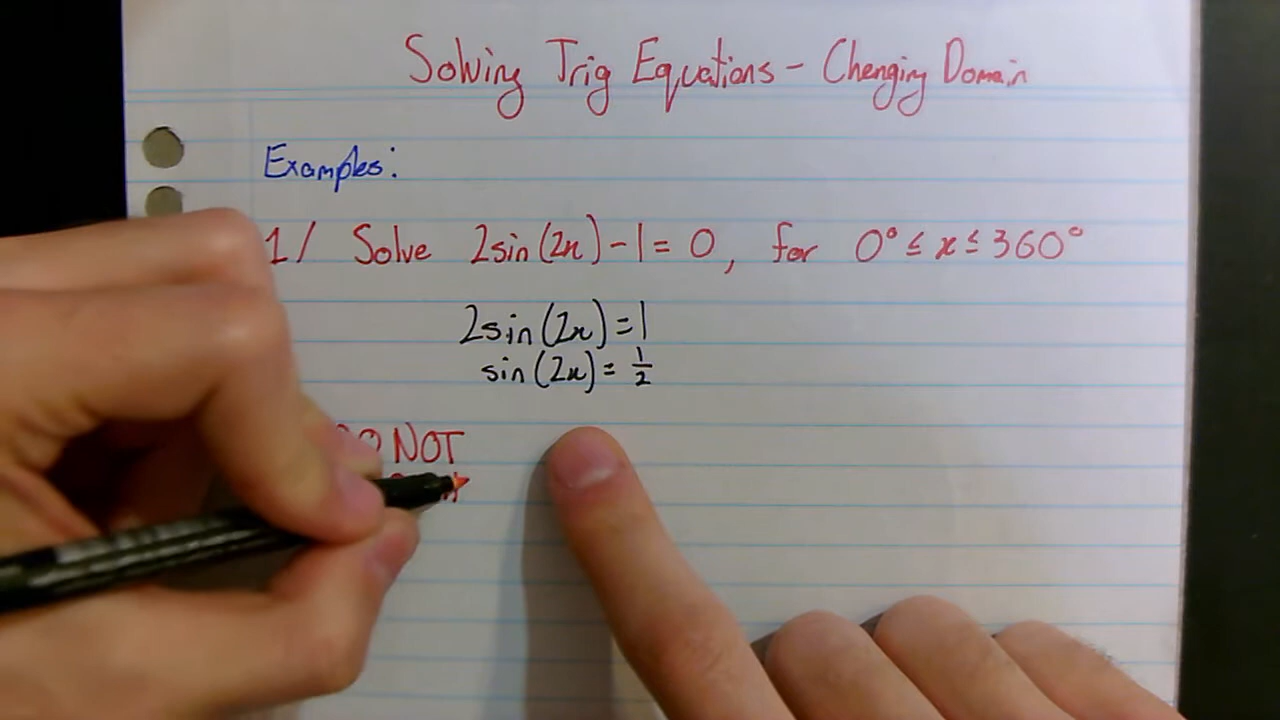 Solving Trig Equations - Changing Domain
Examples:
1/ Solve 2sin(2x)-1=0, for 0°≤x≤360°
2sin(2x)=1
sin(2x)=1/2
NOT